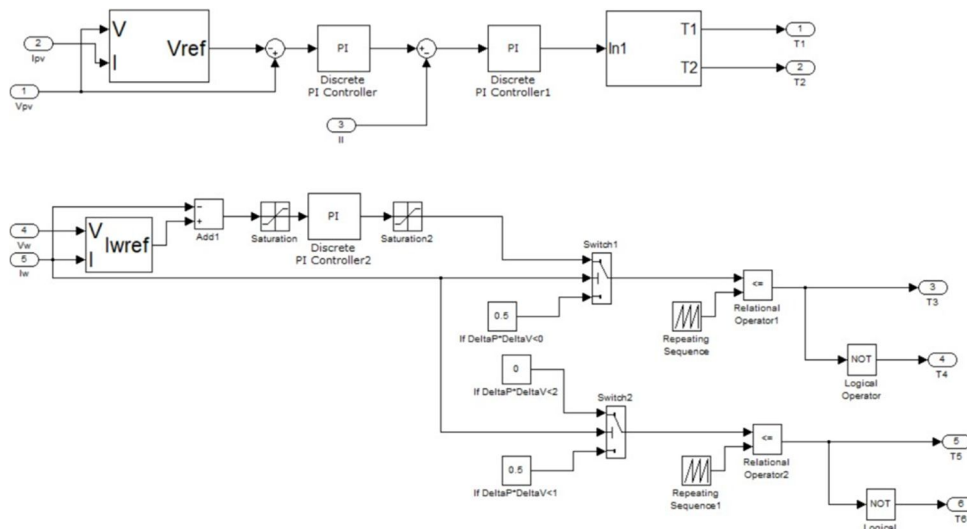 V
I
Vref
2
Ipv
1
Vpv
PI
Discrete
PI Controller
3
Il
PI
Discrete
PI Controller1
In1
T1
T2
1
T1
2
T2
4
Vw
5
Iw
V
I
Iwref
Add1
Saturation
PI
Discrete
PI Controller2
Saturation2
Switch1
0.5
If DeltaP*DeltaV<0
Repeating
Sequence
<=
Relational
Operator1
3
T3
NOT
Logical
Operator
4
T4
0
If DeltaP*DeltaV<2
Switch2
0.5
If DeltaP*DeltaV<1
Repeating
Sequence1
<=
Relational
Operator2
5
T5
NOT
Logical
6
T6